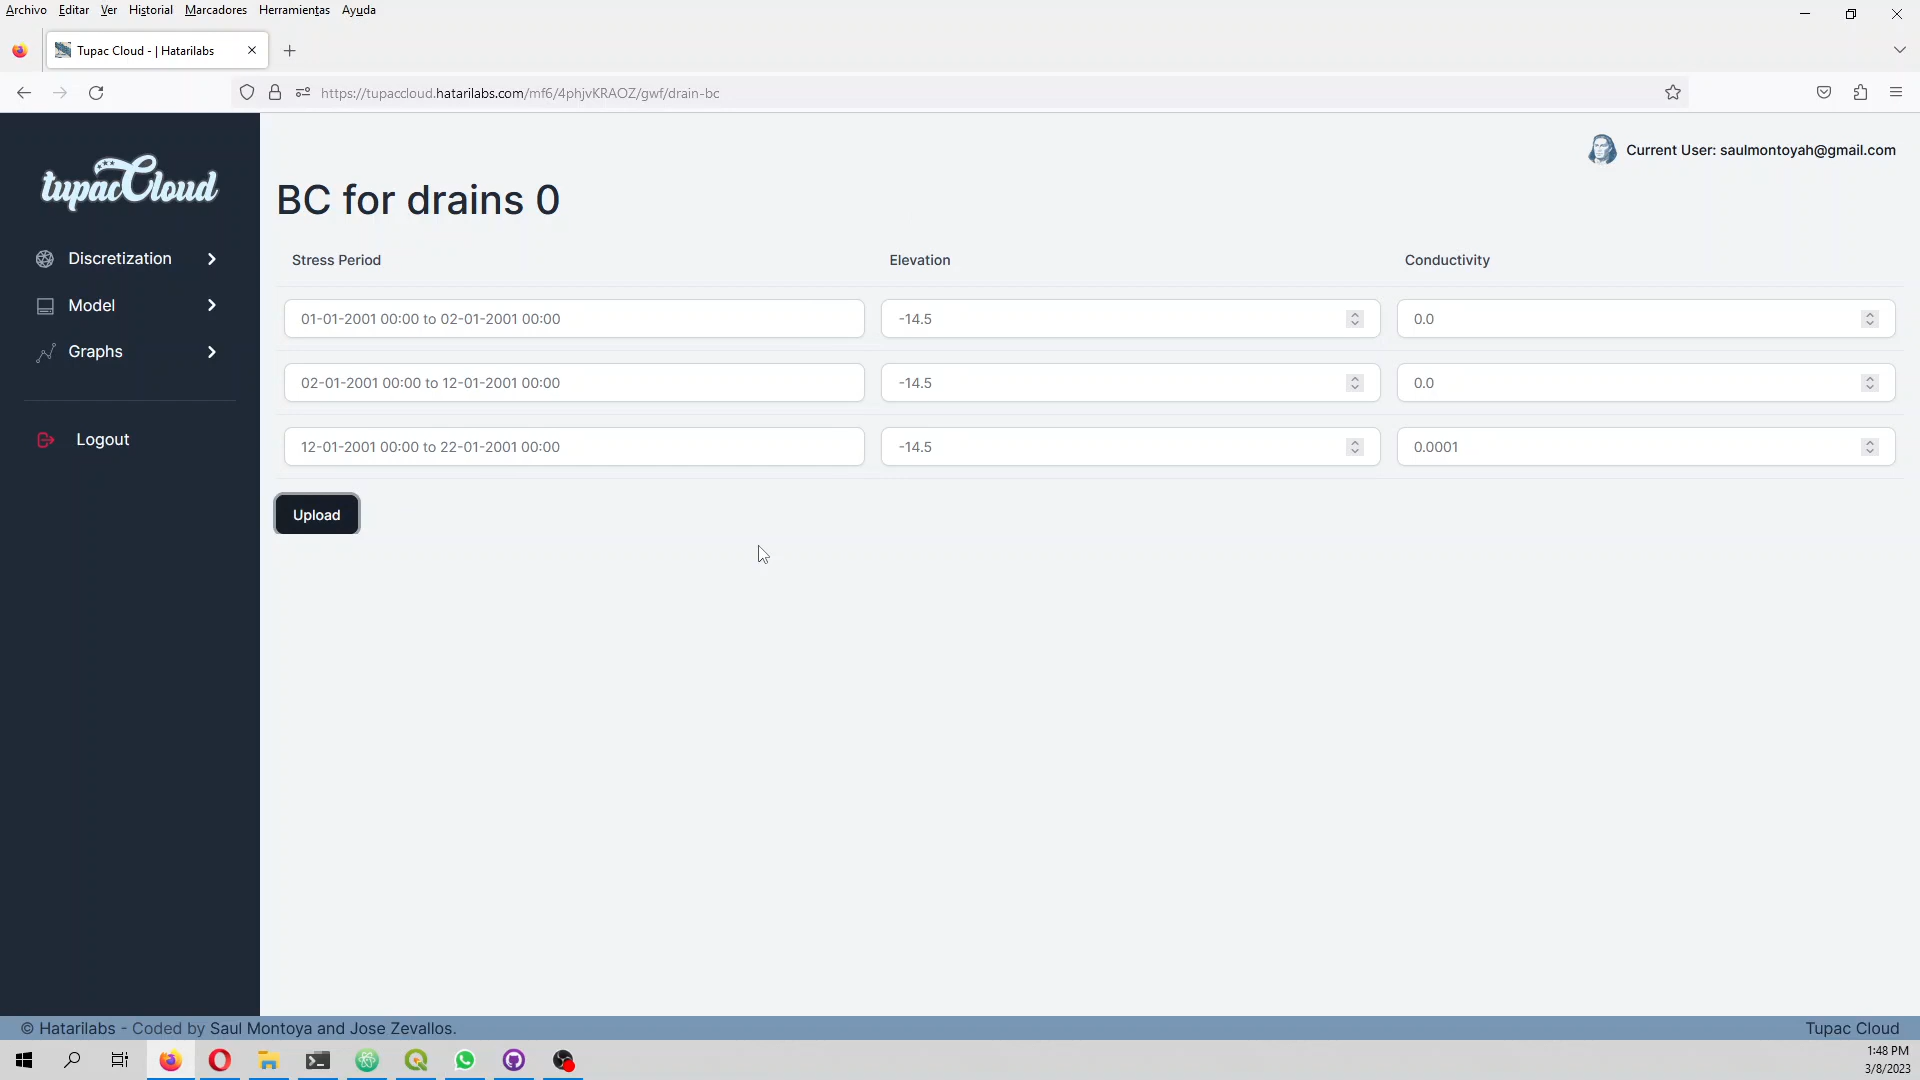 Archivo Editar Ver Historial Marcadores Herramientas Ayuda
Tupac Cloud - | Hatarilabs
https://tupaccloud.hatarilabs.com/mf6/4phjvKRAOZ/gwf/drain-bc
Current User: saulmontoyah@gmail.com
tupacCloud
BC for drains 0
Discretization
Model
Graphs
Logout
Stress Period Elevation Conductivity
01-01-2001 00:00 to 02-01-2001 00:00 -14.5 0.0
02-01-2001 00:00 to 12-01-2001 00:00 -14.5 0.0
12-01-2001 00:00 to 22-01-2001 00:00 -14.5 0.0001
Upload
© Hatarilabs - Coded by Saul Montoya and Jose Zevallos. Tupac Cloud
1:48 PM
3/8/2023